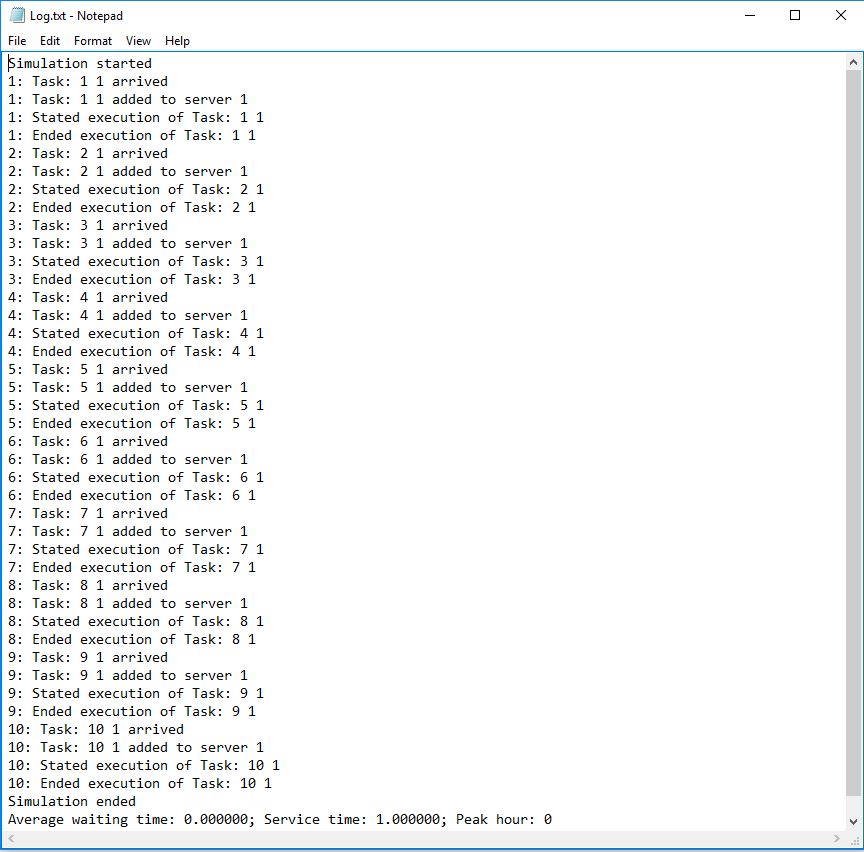 Log.txt - Notepad
File Edit Format View Help
Simulation started
1: Task: 1 1 arrived
1: Task: 1 1 added to server 1
1: Stated execution of Task: 1 1
1: Ended execution of Task: 1 1
2: Task: 2 1 arrived
2: Task: 2 1 added to server 1
2: Stated execution of Task: 2 1
2: Ended execution of Task: 2 1
3: Task: 3 1 arrived
3: Task: 3 1 added to server 1
3: Stated execution of Task: 3 1
3: Ended execution of Task: 3 1
4: Task: 4 1 arrived
4: Task: 4 1 added to server 1
4: Stated execution of Task: 4 1
4: Ended execution of Task: 4 1
5: Task: 5 1 arrived
5: Task: 5 1 added to server 1
5: Stated execution of Task: 5 1
5: Ended execution of Task: 5 1
6: Task: 6 1 arrived
6: Task: 6 1 added to server 1
6: Stated execution of Task: 6 1
6: Ended execution of Task: 6 1
7: Task: 7 1 arrived
7: Task: 7 1 added to server 1
7: Stated execution of Task: 7 1
7: Ended execution of Task: 7 1
8: Task: 8 1 arrived
8: Task: 8 1 added to server 1
8: Stated execution of Task: 8 1
8: Ended execution of Task: 8 1
9: Task: 9 1 arrived
9: Task: 9 1 added to server 1
9: Stated execution of Task: 9 1
9: Ended execution of Task: 9 1
10: Task: 10 1 arrived
10: Task: 10 1 added to server 1
10: Stated execution of Task: 10 1
10: Ended execution of Task: 10 1
Simulation ended
Average waiting time: 0.000000; Service time: 1.000000; Peak hour: 0